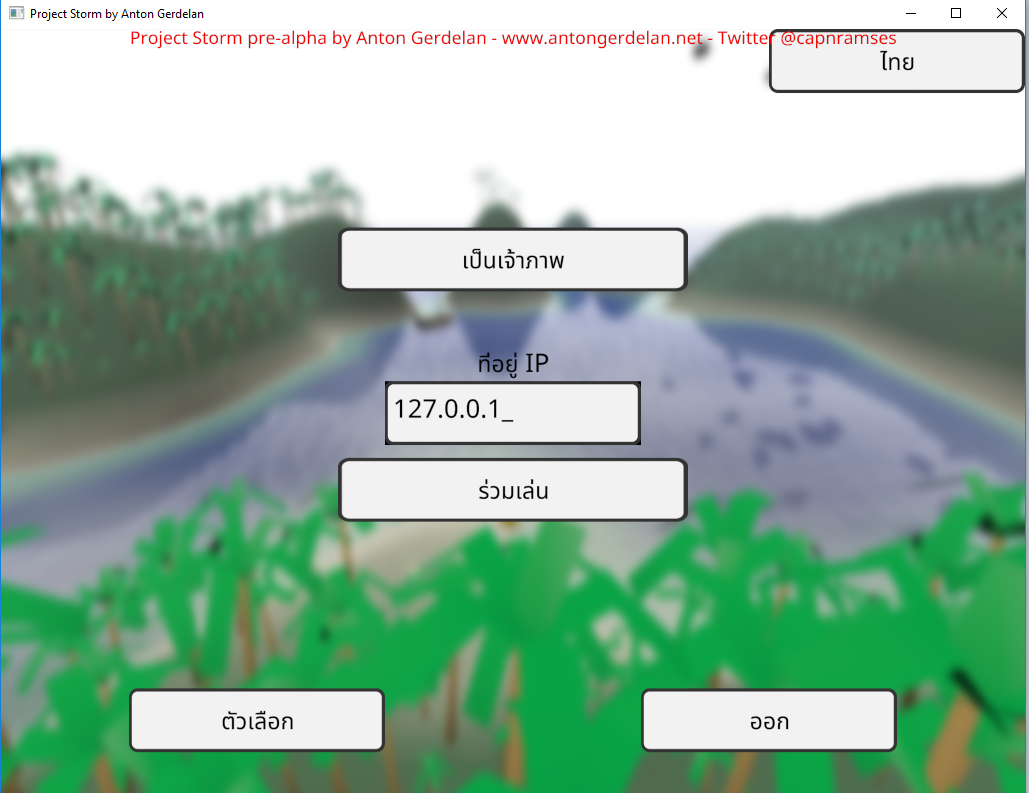 Project Storm by Anton Gerdelan
Project Storm pre-alpha by Anton Gerdelan - www.antongerdelan.net - Twitter @capnramses
ไทย
เป็นเจ้าภาพ
ที่อยู่ IP
127.0.0.1_
ร่วมเล่น
ตัวเลือก
ออก